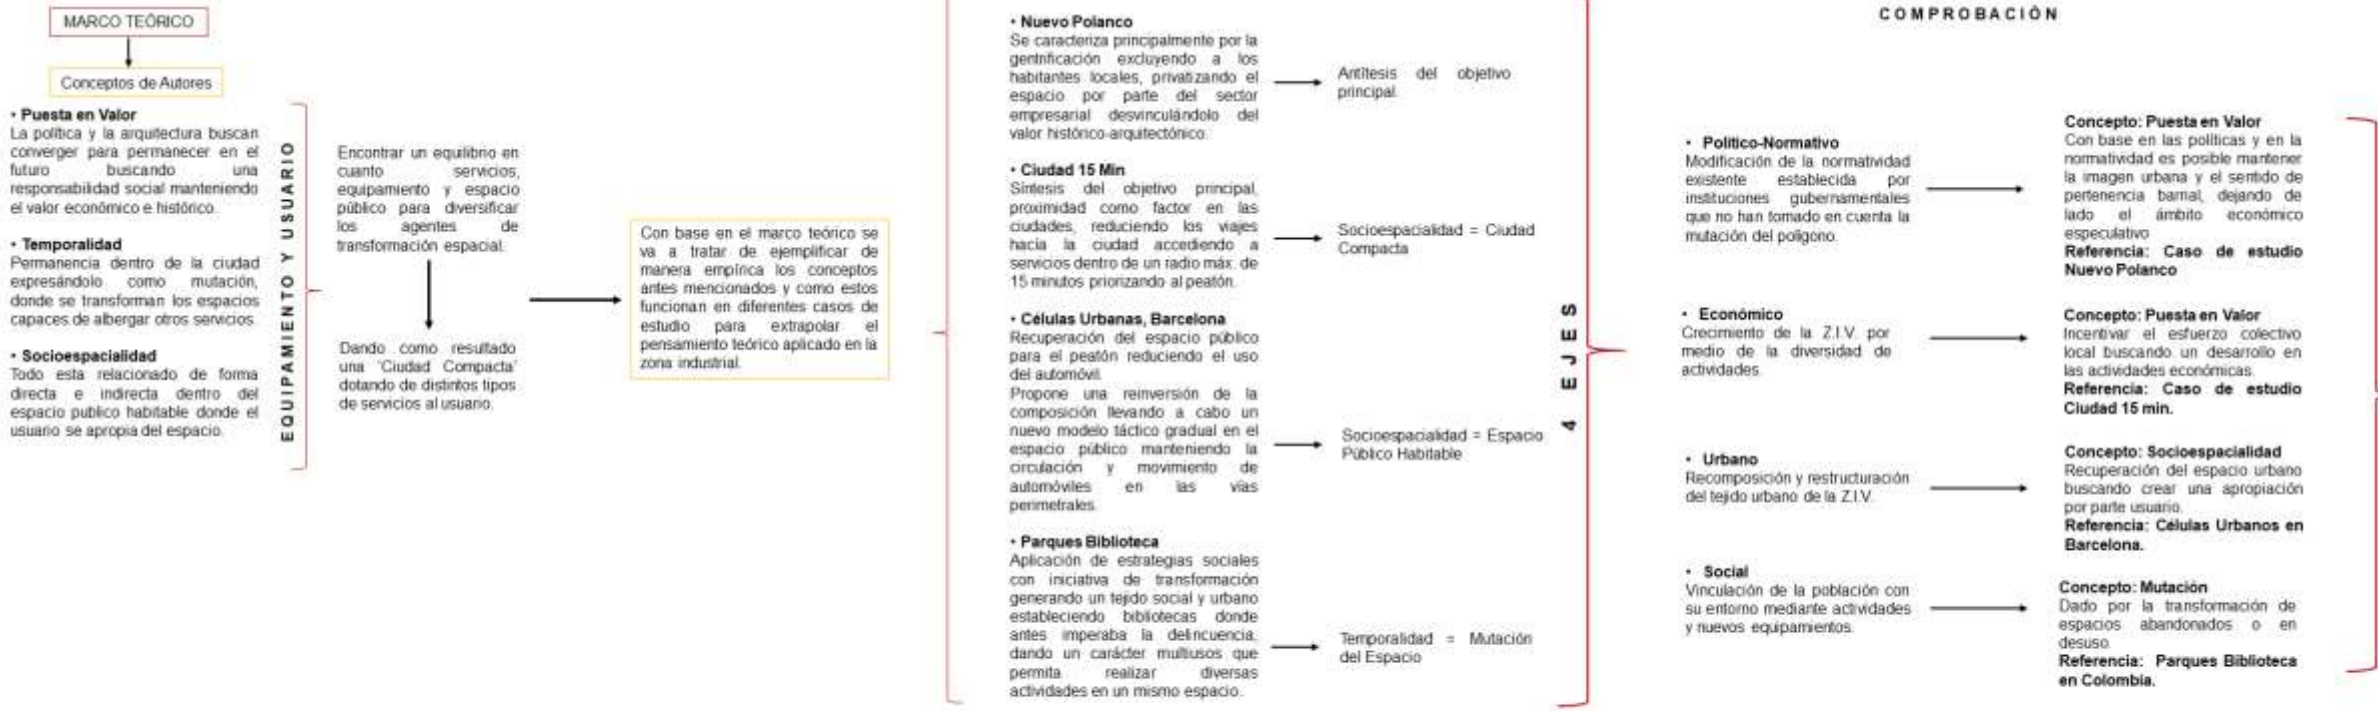 MARCO TEÓRICO
Conceptos de Autores
• Puesta en Valor
La política y la arquitectura buscan
converger para permanecer en el
futuro buscando una
responsabilidad social manteniendo
el valor económico e histórico.
• Temporalidad
Permanencia dentro de la ciudad
expresándolo como mutación,
donde se transforman los espacios
capaces de albergar otros servicios.
• Socioespacialidad
Todo esta relacionado de forma
directa e indirecta dentro del
espacio publico habitable donde el
usuario se apropia del espacio.
EQUIPAMIENTO Y USUARIO
Encontrar un equilibrio en
cuanto servicios,
equipamiento y espacio
público para diversificar
los agentes de
transformación espacial.
Dando como resultado
una 'Ciudad Compacta'
dotando de distintos tipos
de servicios al usuario.
Con base en el marco teórico se
va a tratar de ejemplificar de
manera empírica los conceptos
antes mencionados y como estos
funcionan en diferentes casos de
estudio para extrapolar el
pensamiento teórico aplicado en la
zona industrial.
• Nuevo Polanco
Se caracteriza principalmente por la
gentrificación excluyendo a los
habitantes locales, privatizando el
espacio por parte del sector
empresarial desvinculándolo del
valor histórico-arquitectónico.
Antítesis del objetivo
principal.
• Ciudad 15 Min
Síntesis del objetivo principal,
proximidad como factor en las
ciudades, reduciendo los viajes
hacia la ciudad accediendo a
servicios dentro de un radio máx. de
15 minutos priorizando al peatón.
Socioespacialidad = Ciudad
Compacta
• Células Urbanas, Barcelona
Recuperación del espacio público
para el peatón reduciendo el uso
del automóvil.
Propone una reinversión de la
composición llevando a cabo un
nuevo modelo táctico gradual en el
espacio público manteniendo la
circulación y movimiento de
automóviles en las vías
perimetrales.
Socioespacialidad = Espacio
Público Habitable
• Parques Biblioteca
Aplicación de estrategias sociales
con iniciativa de transformación
generando un tejido social y urbano
estableciendo bibliotecas donde
antes imperaba la delincuencia,
dando un carácter multiusos que
permita realizar diversas
actividades en un mismo espacio.
Temporalidad = Mutación
del Espacio
4 EJES
COMPROBACIÓN
• Político-Normativo
Modificación de la normatividad
existente establecida por
instituciones gubernamentales
que no han tomado en cuenta la
mutación del polígono.
Concepto: Puesta en Valor
Con base en las políticas y en la
normatividad es posible mantener
la imagen urbana y el sentido de
pertenencia barrial, dejando de
lado el ámbito económico
especulativo
Referencia: Caso de estudio
Nuevo Polanco
• Económico
Crecimiento de la Z.I.V. por
medio de la diversidad de
actividades.
Concepto: Puesta en Valor
Incentivar el esfuerzo colectivo
local buscando un desarrollo en
las actividades económicas.
Referencia: Caso de estudio
Ciudad 15 min.
• Urbano
Recomposición y restructuración
del tejido urbano de la Z.I.V.
Concepto: Socioespacialidad
Recuperación del espacio urbano
buscando crear una apropiación
por parte usuario.
Referencia: Células Urbanos en
Barcelona.
• Social
Vinculación de la población con
su entorno mediante actividades
y nuevos equipamientos.
Concepto: Mutación
Dado por la transformación de
espacios abandonados o en
desuso.
Referencia: Parques Biblioteca
en Colombia.